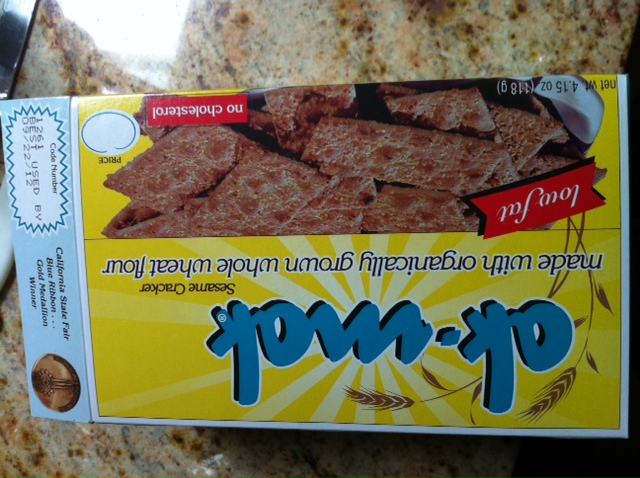 ak-mak®
Sesame Cracker
made with organically grown whole wheat flour
low fat
no cholesterol
PRICE
net wt. 4.15 oz. (118 g)
California State Fair
Blue Ribbon . . .
Gold Medallion
Winner
Code Number
1261
BEST USED BY
09/22/12